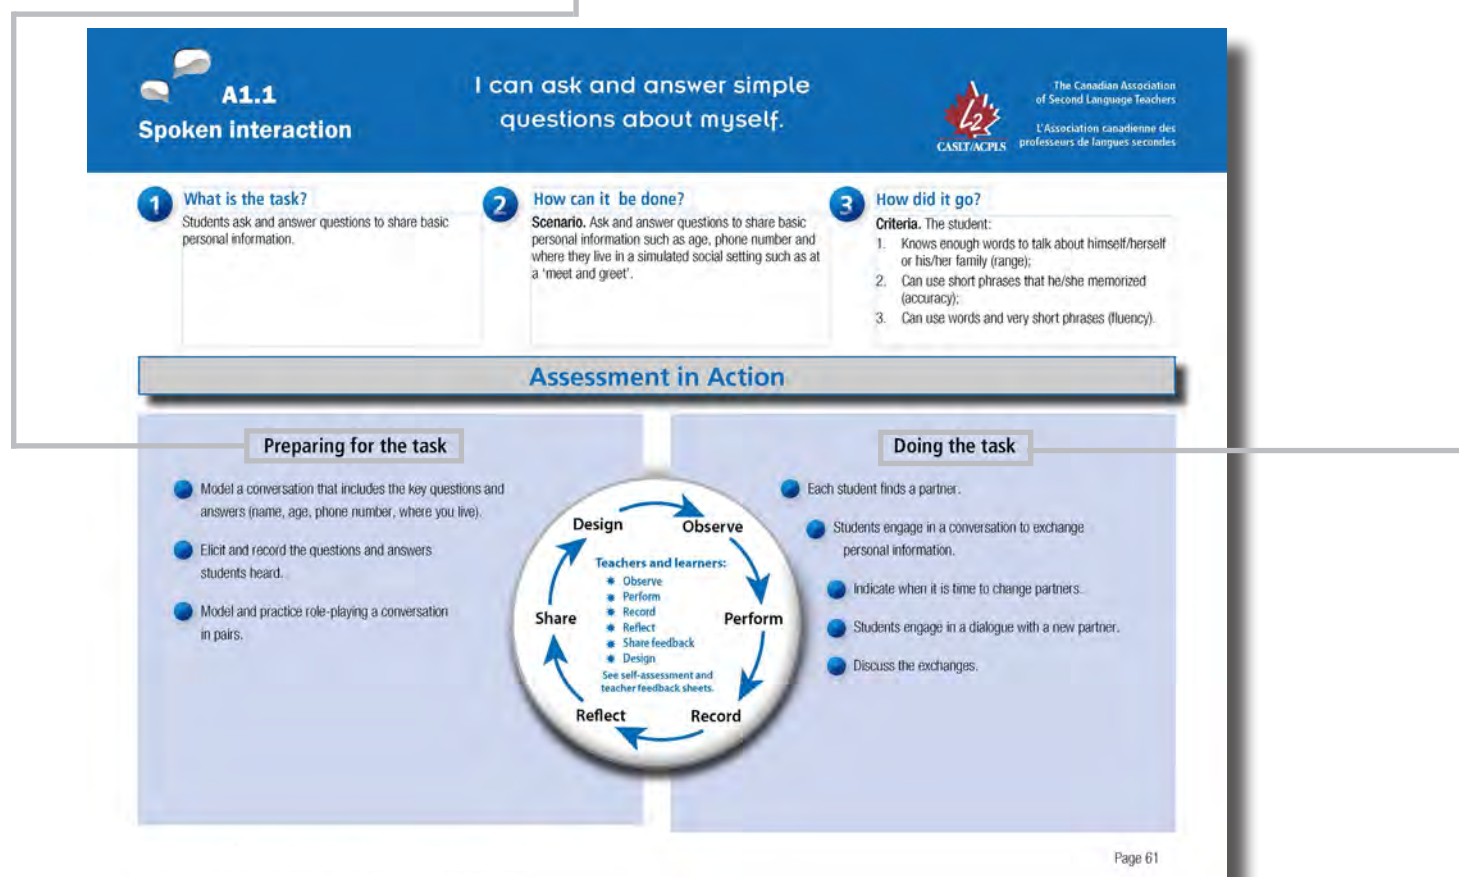 A1.1
Spoken interaction
I can ask and answer simple
questions about myself.
L2
CASLT/ACPLS
The Canadian Association
of Second Language Teachers
L'Association canadienne des
professeurs de langues secondes
1
What is the task?
Students ask and answer questions to share basic
personal information.
2
How can it be done?
Scenario. Ask and answer questions to share basic
personal information such as age, phone number and
where they live in a simulated social setting such as at
a 'meet and greet'.
3
How did it go?
Criteria. The student:
1. Knows enough words to talk about himself/herself
or his/her family (range);
2. Can use short phrases that he/she memorized
(accuracy);
3. Can use words and very short phrases (fluency).
Assessment in Action
Preparing for the task
Model a conversation that includes the key questions and
answers (name, age, phone number, where you live).
Elicit and record the questions and answers
students heard.
Model and practice role-playing a conversation
in pairs.
Design
Observe
Perform
Record
Reflect
Share
Teachers and learners:
Observe
Perform
Record
Reflect
Share feedback
Design
See self-assessment and
teacher feedback sheets.
Doing the task
Each student finds a partner.
Students engage in a conversation to exchange
personal information.
Indicate when it is time to change partners.
Students engage in a dialogue with a new partner.
Discuss the exchanges.
Page 61